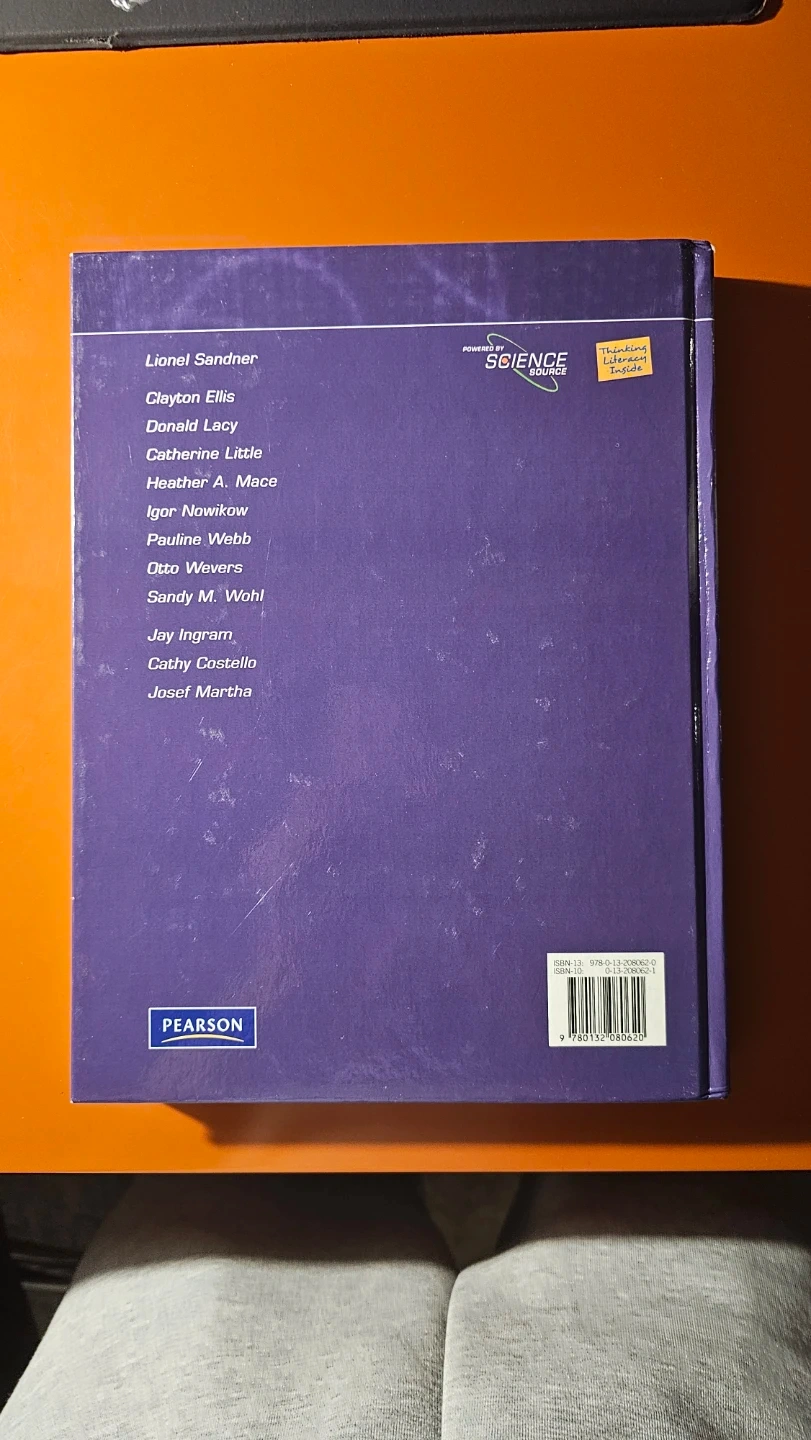 Lionel Sandner
POWERED BY
SCIENCE
SOURCE
Thinking
Literacy
Inside
Clayton Ellis
Donald Lacy
Catherine Little
Heather A. Mace
Igor Nowikow
Pauline Webb
Otto Wevers
Sandy M. Wohl
Jay Ingram
Cathy Costello
Josef Martha
PEARSON
ISBN-13: 978-0-13-208062-0
ISBN-10: 0-13-208062-1
9 780132 080620